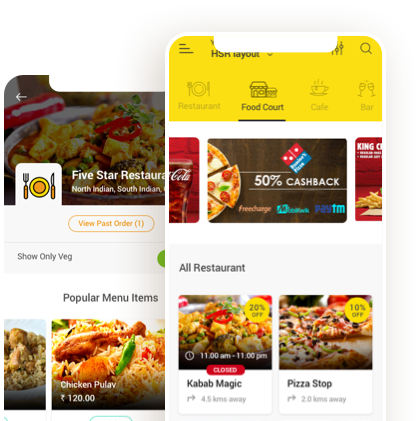 Five Star Restaura
North Indian, South Indian,
View Past Order (1)
Show Only Veg
Popular Menu Items
Chicken Pulav
₹ 120.00
HSR layout
Restaurant
Food Court
Cafe
Bar
Coca-Cola
Domino's
Pizza
50% CASHBACK
Freecharge
MobiKwik
Paytm
KING C
All Restaurant
20%
OFF
11.00 am - 11:00 pm
CLOSED
Kabab Magic
4.5 kms away
10%
OFF
Pizza Stop
2.0 kms away